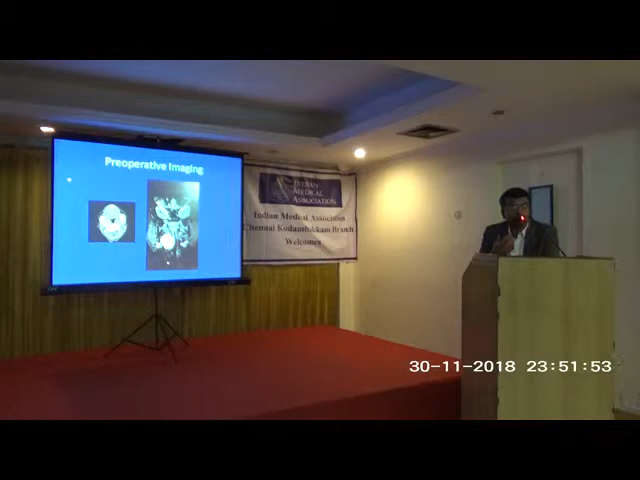 Preoperative Imaging
INDIAN
MEDICAL
ASSOCIATION
Indian Medical Association
Chennai Kodambakkam Branch
Welcomes
30-11-2018 23:51:53